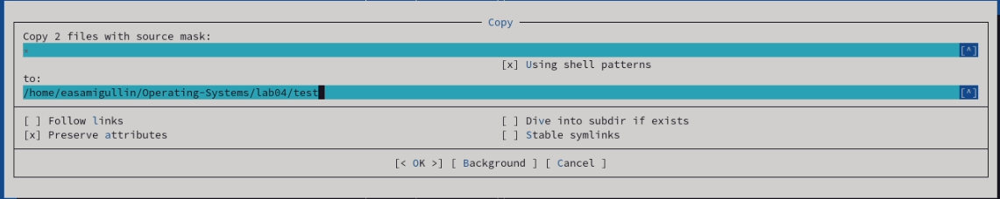 Copy
Copy 2 files with source mask:
* [^]
[x] Using shell patterns
to:
/home/easamigullin/Operating-Systems/lab04/test [^]
[ ] Follow links [ ] Dive into subdir if exists
[x] Preserve attributes [ ] Stable symlinks
[< OK >] [ Background ] [ Cancel ]